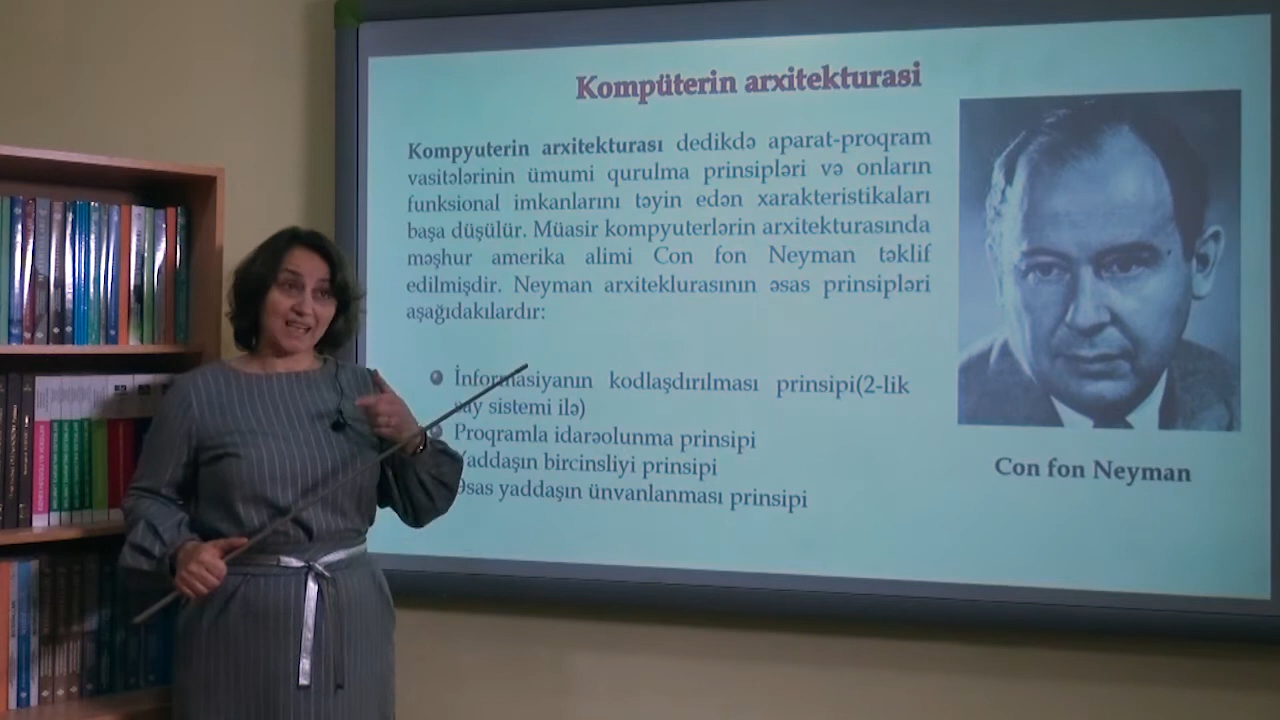 Kompüterin arxitekturasi
Kompyuterin arxitekturası dedikdə aparat-proqram
vasitələrinin ümumi qurulma prinsipləri və onların
funksional imkanlarını təyin edən xarakteristikaları
başa düşülür. Müasir kompyuterlərin arxitekturasında
məşhur amerika alimi Con fon Neyman təklif
edilmişdir. Neyman arxiteklurasının əsas prinsipləri
aşağıdakılardır:
İnformasiyanın kodlaşdırılması prinsipi(2-lik
say sistemi ilə)
Proqramla idarəolunma prinsipi
Yaddaşın bircinsliyi prinsipi
Əsas yaddaşın ünvanlanması prinsipi
Con fon Neyman